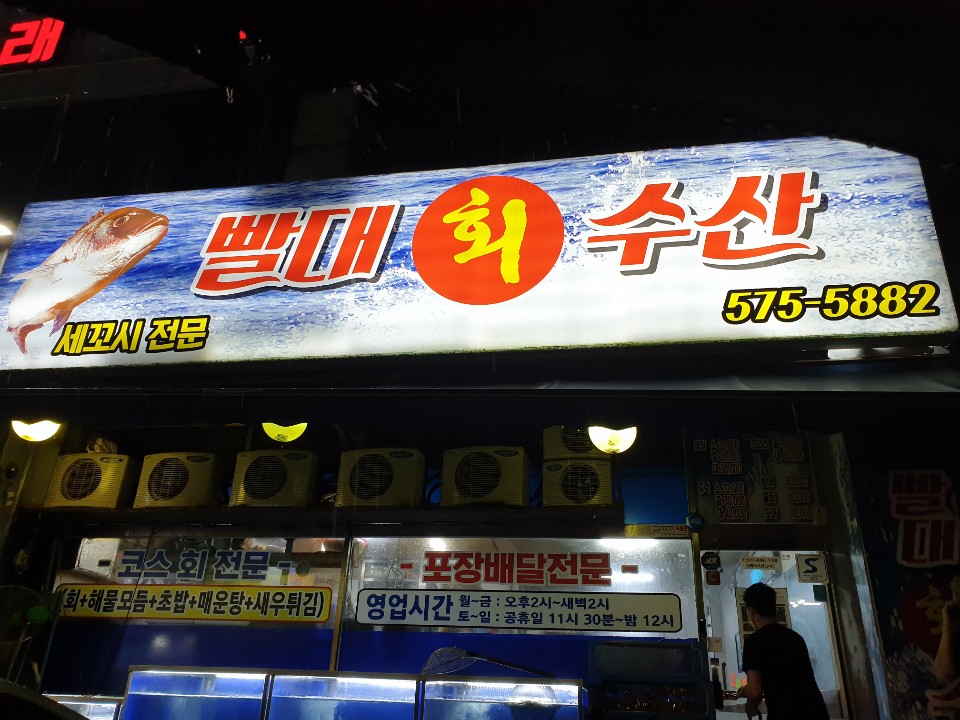 래
빨대 회 수산
세꼬시 전문
575-5882
- 코스 회 전문 -
(회+해물모듬+초밥+매운탕+새우튀김)
- 포장배달전문 -
영업시간
월~금 : 오후2시~새벽2시
토~일 : 공휴일 11시 30분~밤 12시
S
빨
대
회